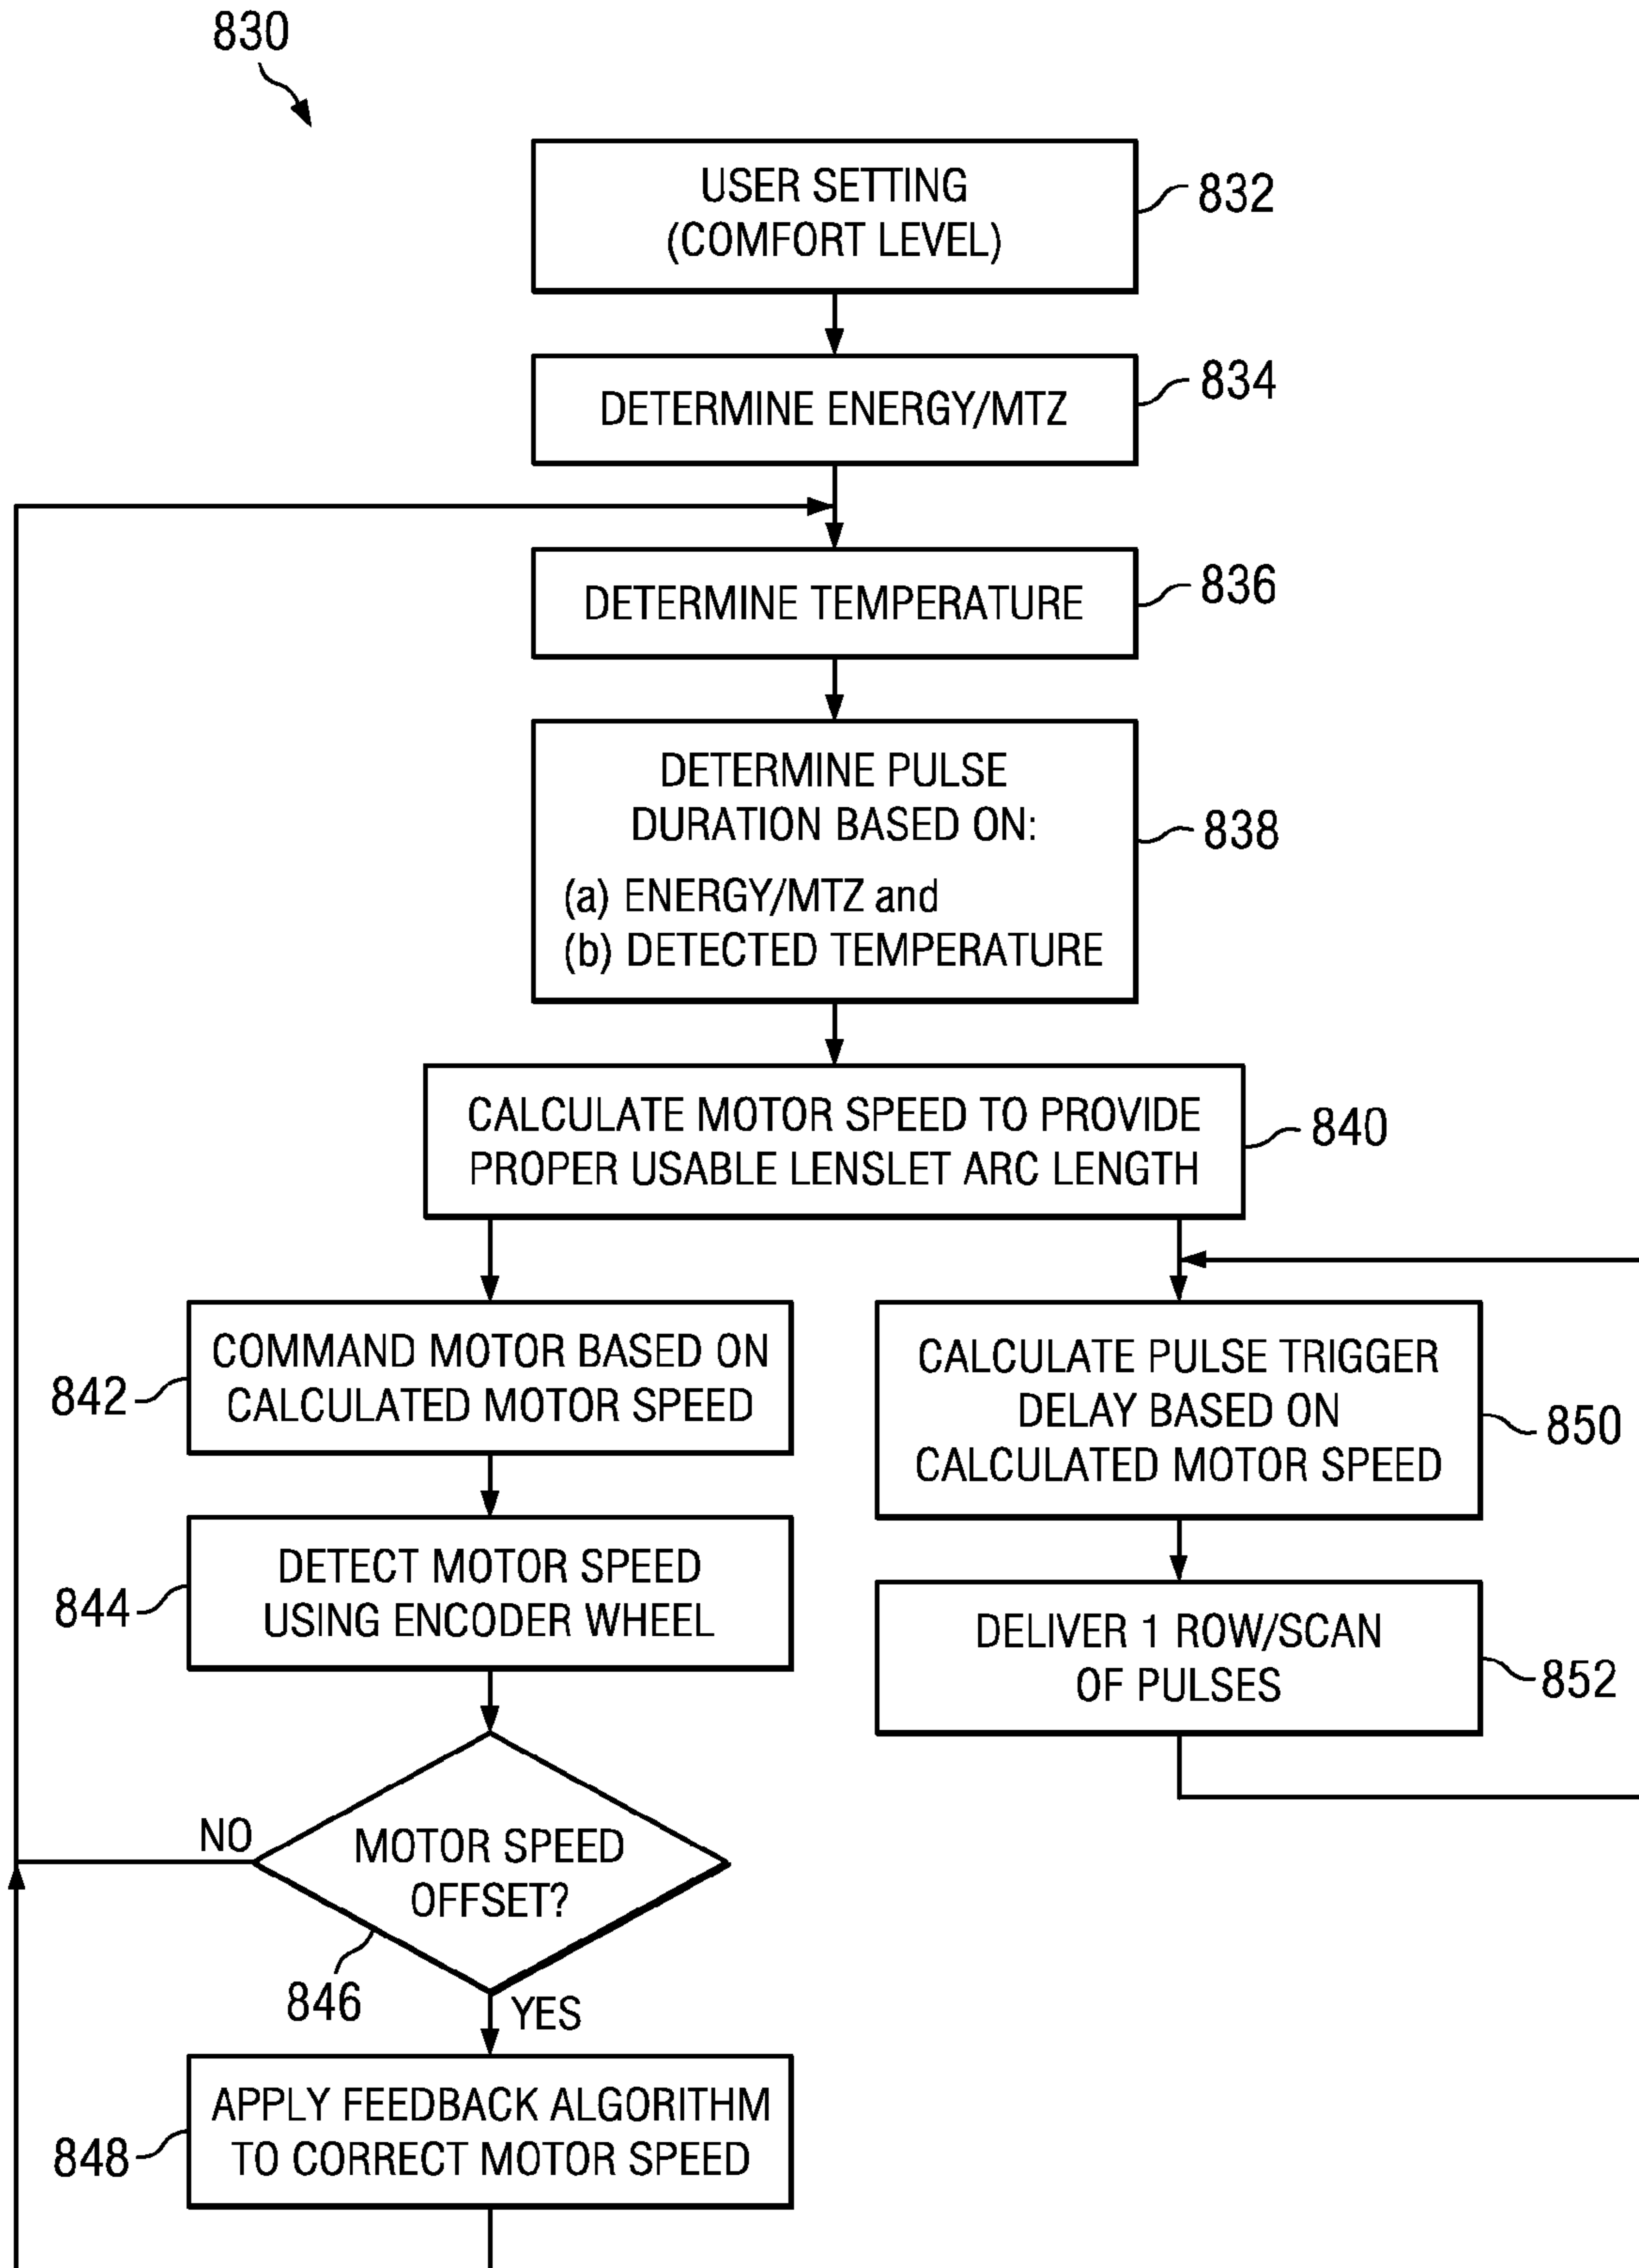 830
USER SETTING
(COMFORT LEVEL)
832
DETERMINE ENERGY/MTZ
834
DETERMINE TEMPERATURE
836
DETERMINE PULSE
DURATION BASED ON:
(a) ENERGY/MTZ and
(b) DETECTED TEMPERATURE
838
CALCULATE MOTOR SPEED TO PROVIDE
PROPER USABLE LENSLET ARC LENGTH
840
COMMAND MOTOR BASED ON
CALCULATED MOTOR SPEED
842
DETECT MOTOR SPEED
USING ENCODER WHEEL
844
MOTOR SPEED
OFFSET?
NO
846
YES
APPLY FEEDBACK ALGORITHM
TO CORRECT MOTOR SPEED
848
CALCULATE PULSE TRIGGER
DELAY BASED ON
CALCULATED MOTOR SPEED
850
DELIVER 1 ROW/SCAN
OF PULSES
852